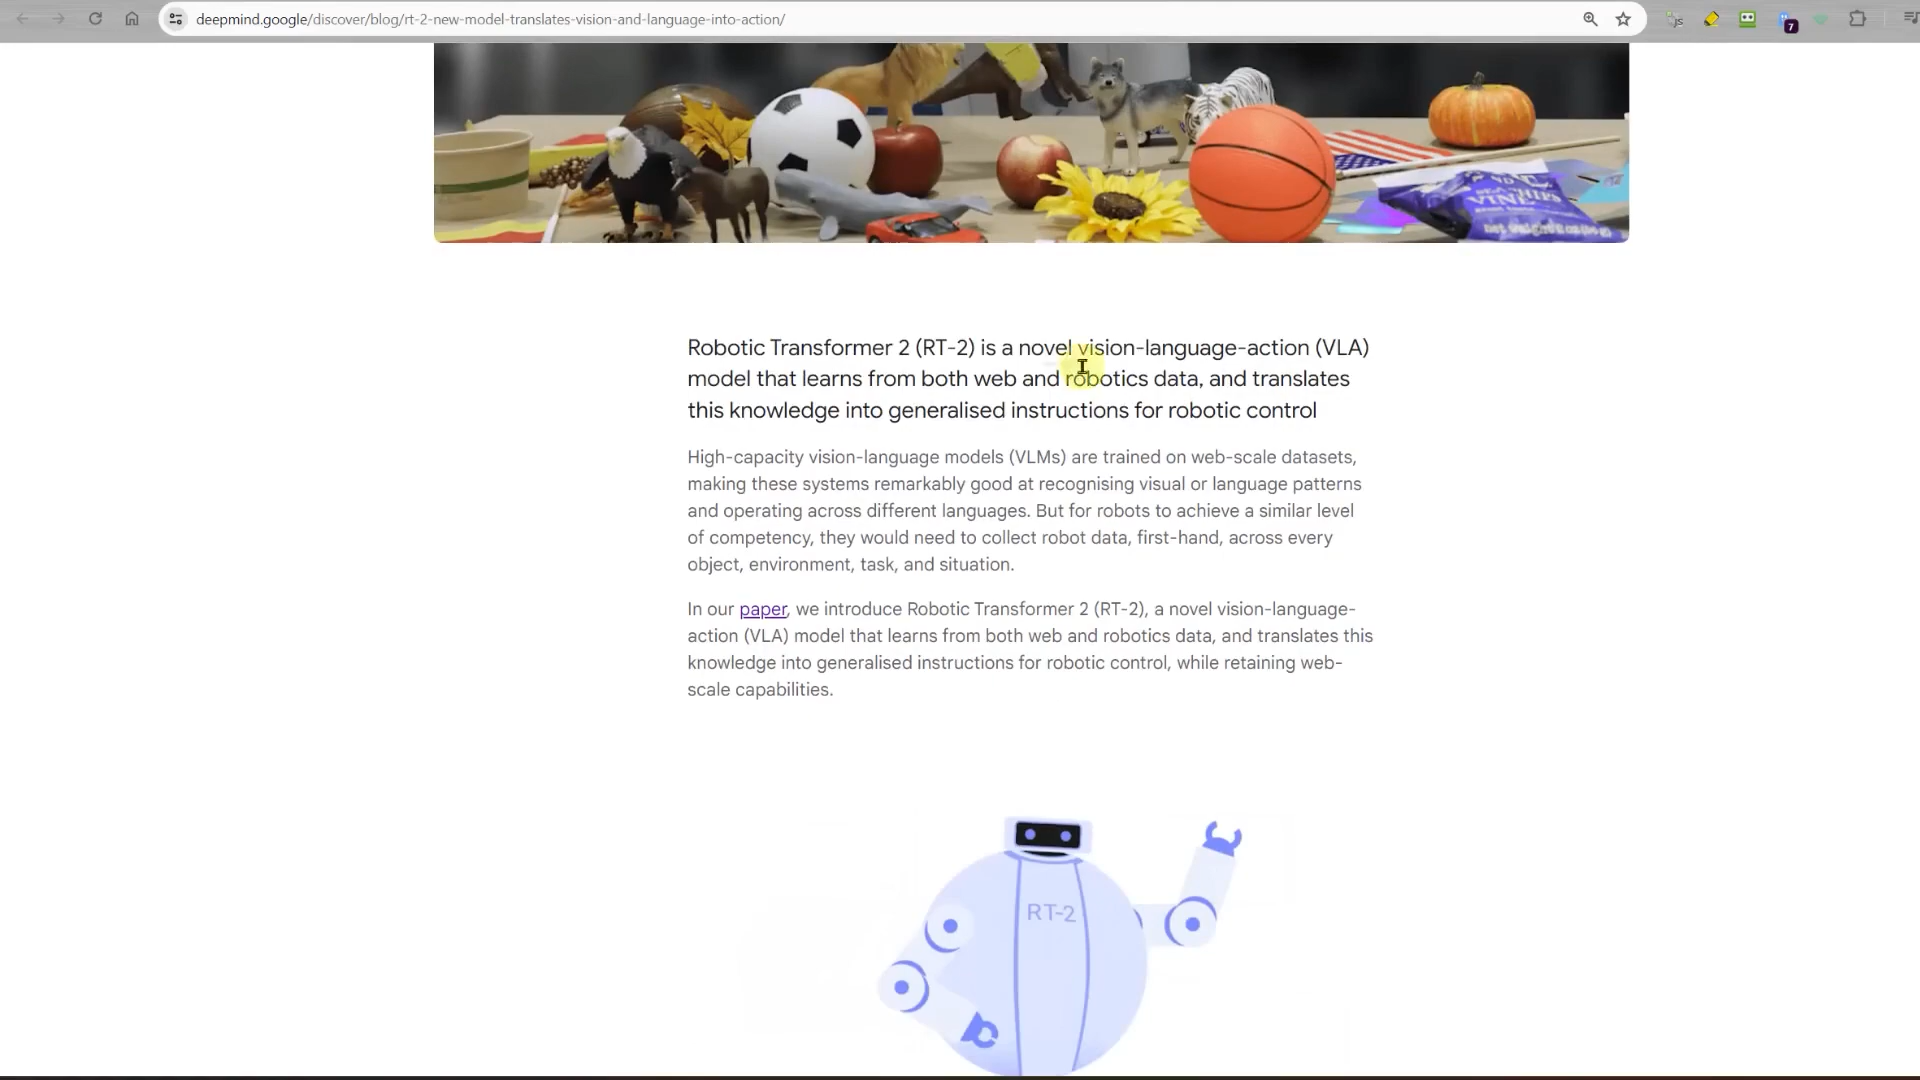 deepmind.google/discover/blog/rt-2-new-model-translates-vision-and-language-into-action/
js
7
Robotic Transformer 2 (RT-2) is a novel vision-language-action (VLA)
model that learns from both web and robotics data, and translates
this knowledge into generalised instructions for robotic control
High-capacity vision-language models (VLMs) are trained on web-scale datasets,
making these systems remarkably good at recognising visual or language patterns
and operating across different languages. But for robots to achieve a similar level
of competency, they would need to collect robot data, first-hand, across every
object, environment, task, and situation.
In our paper, we introduce Robotic Transformer 2 (RT-2), a novel vision-language-
action (VLA) model that learns from both web and robotics data, and translates this
knowledge into generalised instructions for robotic control, while retaining web-
scale capabilities.
RT-2